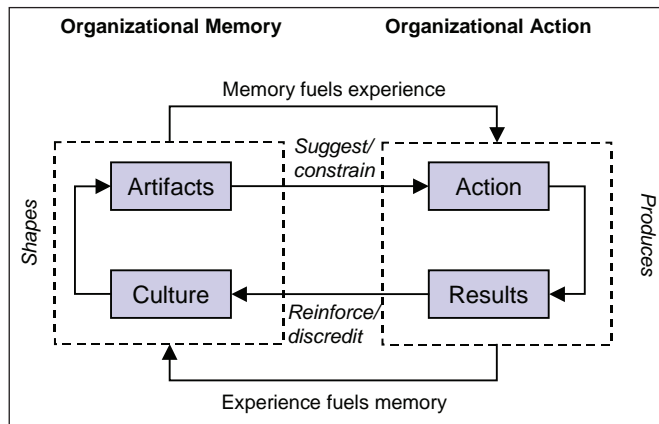 Organizational Memory
Organizational Action
Memory fuels experience
Suggest/
constrain
Artifacts
Action
Shapes
Produces
Culture
Results
Reinforce/
discredit
Experience fuels memory